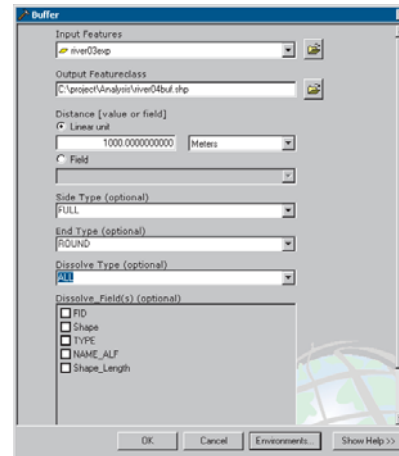 Buffer
Input Features
river03exp
Output Featureclass
C:\project\Analysis\river04buf.shp
Distance [value or field]
Linear unit
1000.0000000000 Meters
Field
Side Type (optional)
FULL
End Type (optional)
ROUND
Dissolve Type (optional)
ALL
Dissolve_Field(s) (optional)
FID
Shape
TYPE
NAME_ALF
Shape_Length
OK Cancel Environments... Show Help >>